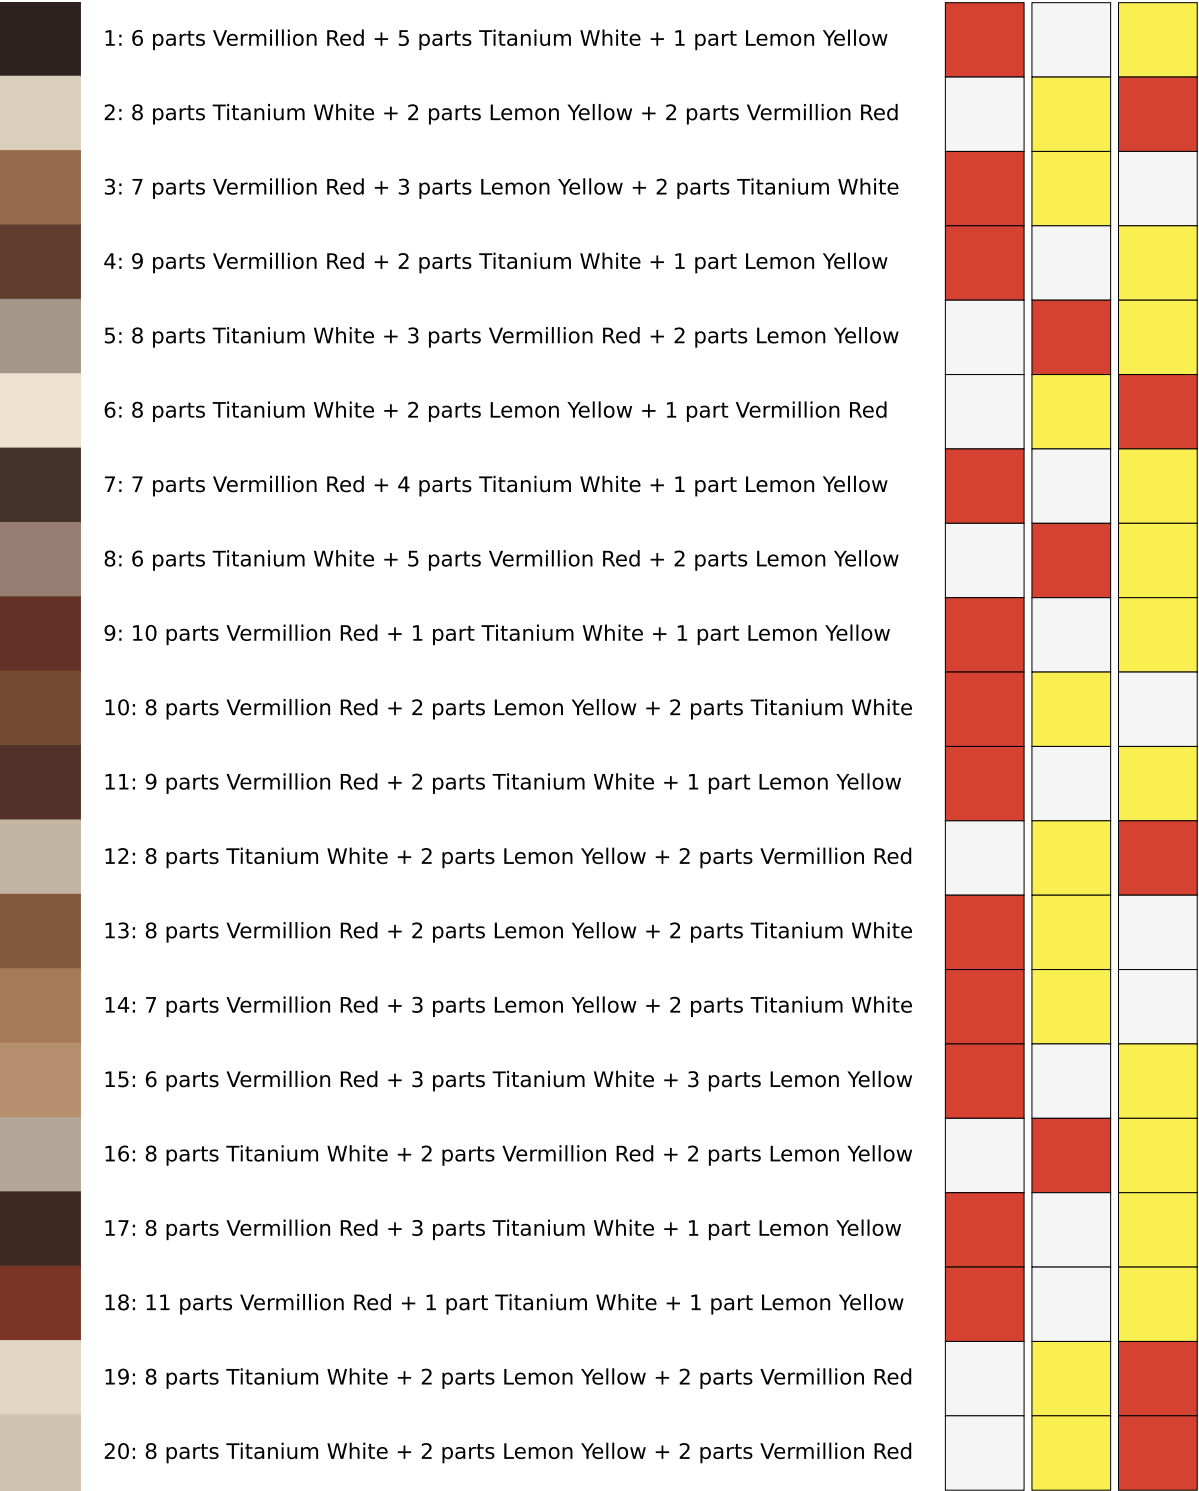 1: 6 parts Vermillion Red + 5 parts Titanium White + 1 part Lemon Yellow
2: 8 parts Titanium White + 2 parts Lemon Yellow + 2 parts Vermillion Red
3: 7 parts Vermillion Red + 3 parts Lemon Yellow + 2 parts Titanium White
4: 9 parts Vermillion Red + 2 parts Titanium White + 1 part Lemon Yellow
5: 8 parts Titanium White + 3 parts Vermillion Red + 2 parts Lemon Yellow
6: 8 parts Titanium White + 2 parts Lemon Yellow + 1 part Vermillion Red
7: 7 parts Vermillion Red + 4 parts Titanium White + 1 part Lemon Yellow
8: 6 parts Titanium White + 5 parts Vermillion Red + 2 parts Lemon Yellow
9: 10 parts Vermillion Red + 1 part Titanium White + 1 part Lemon Yellow
10: 8 parts Vermillion Red + 2 parts Lemon Yellow + 2 parts Titanium White
11: 9 parts Vermillion Red + 2 parts Titanium White + 1 part Lemon Yellow
12: 8 parts Titanium White + 2 parts Lemon Yellow + 2 parts Vermillion Red
13: 8 parts Vermillion Red + 2 parts Lemon Yellow + 2 parts Titanium White
14: 7 parts Vermillion Red + 3 parts Lemon Yellow + 2 parts Titanium White
15: 6 parts Vermillion Red + 3 parts Titanium White + 3 parts Lemon Yellow
16: 8 parts Titanium White + 2 parts Vermillion Red + 2 parts Lemon Yellow
17: 8 parts Vermillion Red + 3 parts Titanium White + 1 part Lemon Yellow
18: 11 parts Vermillion Red + 1 part Titanium White + 1 part Lemon Yellow
19: 8 parts Titanium White + 2 parts Lemon Yellow + 2 parts Vermillion Red
20: 8 parts Titanium White + 2 parts Lemon Yellow + 2 parts Vermillion Red